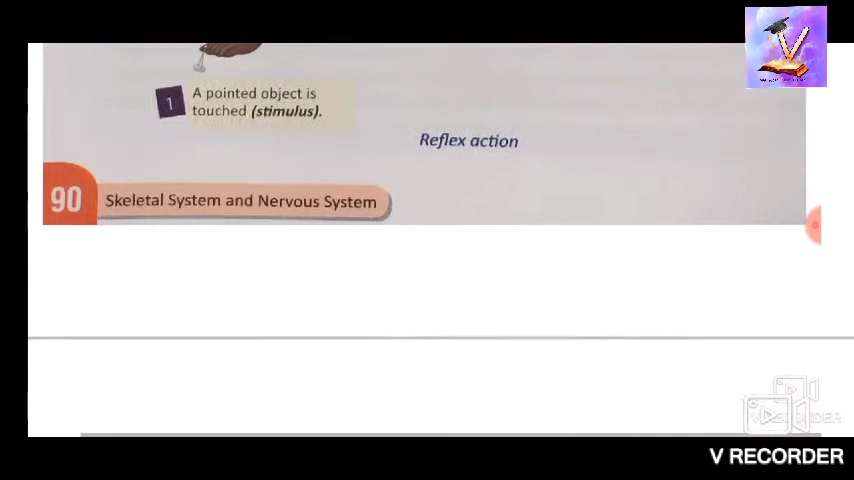 1
A pointed object is
touched (stimulus).
Reflex action
90
Skeletal System and Nervous System
V RECORDER